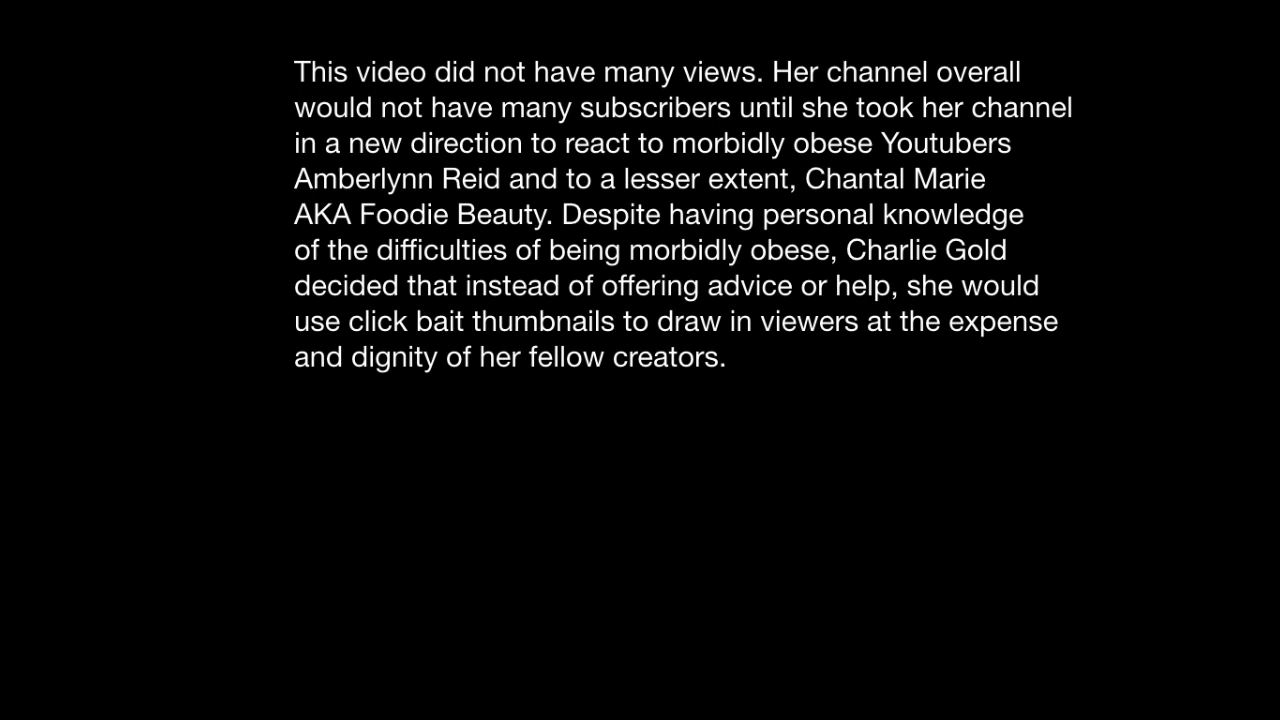 This video did not have many views. Her channel overall
would not have many subscribers until she took her channel
in a new direction to react to morbidly obese Youtubers
Amberlynn Reid and to a lesser extent, Chantal Marie
AKA Foodie Beauty. Despite having personal knowledge
of the difficulties of being morbidly obese, Charlie Gold
decided that instead of offering advice or help, she would
use click bait thumbnails to draw in viewers at the expense
and dignity of her fellow creators.